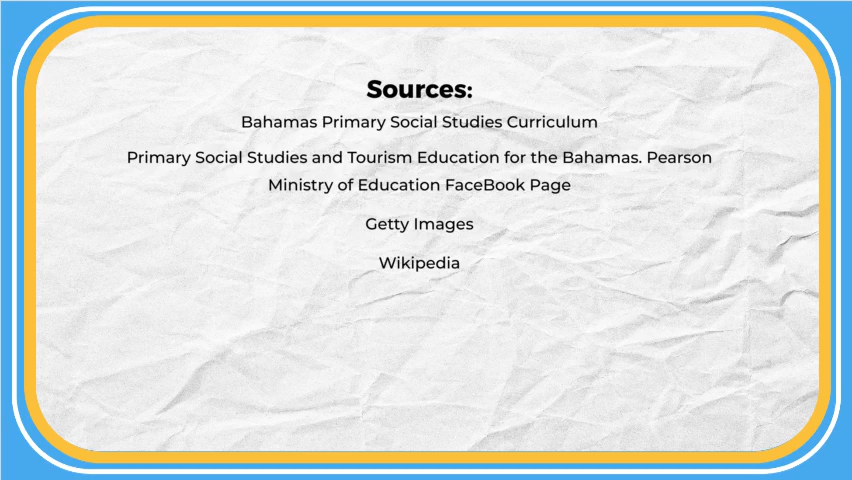 Sources:
Bahamas Primary Social Studies Curriculum
Primary Social Studies and Tourism Education for the Bahamas. Pearson
Ministry of Education FaceBook Page
Getty Images
Wikipedia